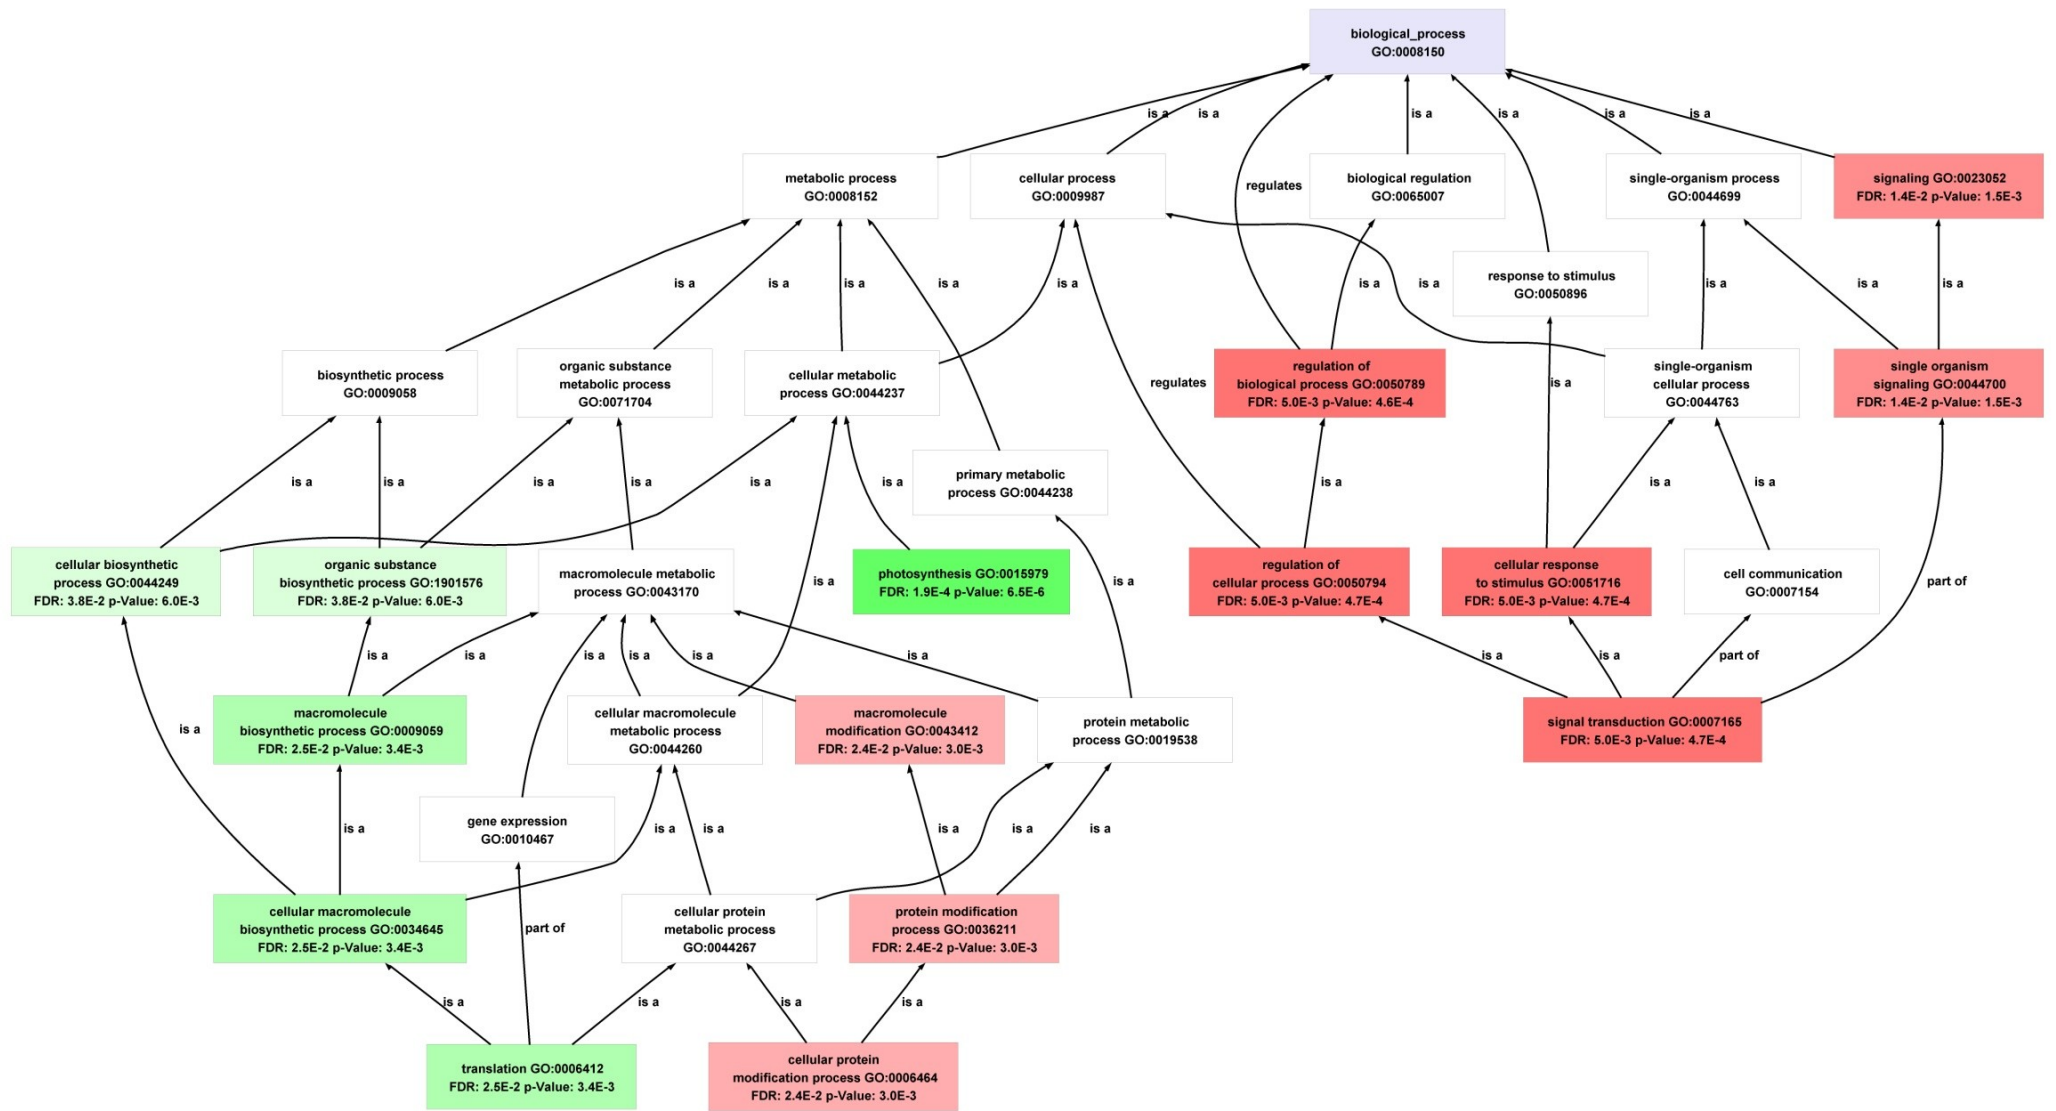 biological_process
GO:0008150
is a
is a
is a
is a
is a
is a
metabolic process
GO:0008152
cellular process
GO:0009987
regulates
biological regulation
GO:0065007
single-organism process
GO:0044699
signaling GO:0023052
FDR: 1.4E-2 p-Value: 1.5E-3
response to stimulus
GO:0050896
is a
is a
is a
is a
is a
is a
is a
is a
is a
is a
biosynthetic process
GO:0009058
organic substance
metabolic process
GO:0071704
cellular metabolic
process GO:0044237
regulates
regulation of
biological process GO:0050789
FDR: 5.0E-3 p-Value: 4.6E-4
is a
single-organism
cellular process
GO:0044763
single organism
signaling GO:0044700
FDR: 1.4E-2 p-Value: 1.5E-3
is a
is a
is a
is a
is a
is a
primary metabolic
process GO:0044238
is a
is a
is a
cellular biosynthetic
process GO:0044249
FDR: 3.8E-2 p-Value: 6.0E-3
organic substance
biosynthetic process GO:1901576
FDR: 3.8E-2 p-Value: 6.0E-3
macromolecule metabolic
process GO:0043170
is a
photosynthesis GO:0015979
FDR: 1.9E-4 p-Value: 6.5E-6
is a
regulation of
cellular process GO:0050794
FDR: 5.0E-3 p-Value: 4.7E-4
cellular response
to stimulus GO:0051716
FDR: 5.0E-3 p-Value: 4.7E-4
cell communication
GO:0007154
part of
is a
is a
is a
is a
is a
is a
is a
is a
part of
is a
macromolecule
biosynthetic process GO:0009059
FDR: 2.5E-2 p-Value: 3.4E-3
cellular macromolecule
metabolic process
GO:0044260
macromolecule
modification GO:0043412
FDR: 2.4E-2 p-Value: 3.0E-3
protein metabolic
process GO:0019538
signal transduction GO:0007165
FDR: 5.0E-3 p-Value: 4.7E-4
is a
gene expression
GO:0010467
is a
is a
is a
is a
is a
cellular macromolecule
biosynthetic process GO:0034645
FDR: 2.5E-2 p-Value: 3.4E-3
part of
cellular protein
metabolic process
GO:0044267
protein modification
process GO:0036211
FDR: 2.4E-2 p-Value: 3.0E-3
is a
is a
is a
is a
translation GO:0006412
FDR: 2.5E-2 p-Value: 3.4E-3
cellular protein
modification process GO:0006464
FDR: 2.4E-2 p-Value: 3.0E-3